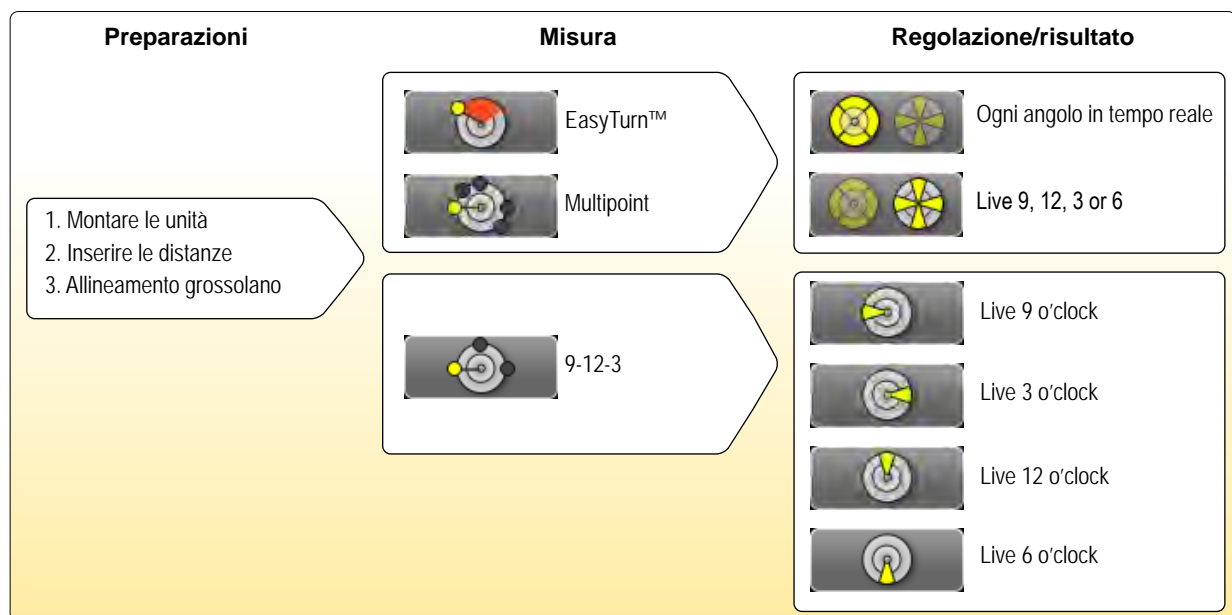 Preparazioni
Misura
Regolazione/risultato
1. Montare le unità
2. Inserire le distanze
3. Allineamento grossolano
EasyTurn™
Multipoint
9-12-3
Ogni angolo in tempo reale
Live 9, 12, 3 or 6
Live 9 o’clock
Live 3 o’clock
Live 12 o’clock
Live 6 o’clock